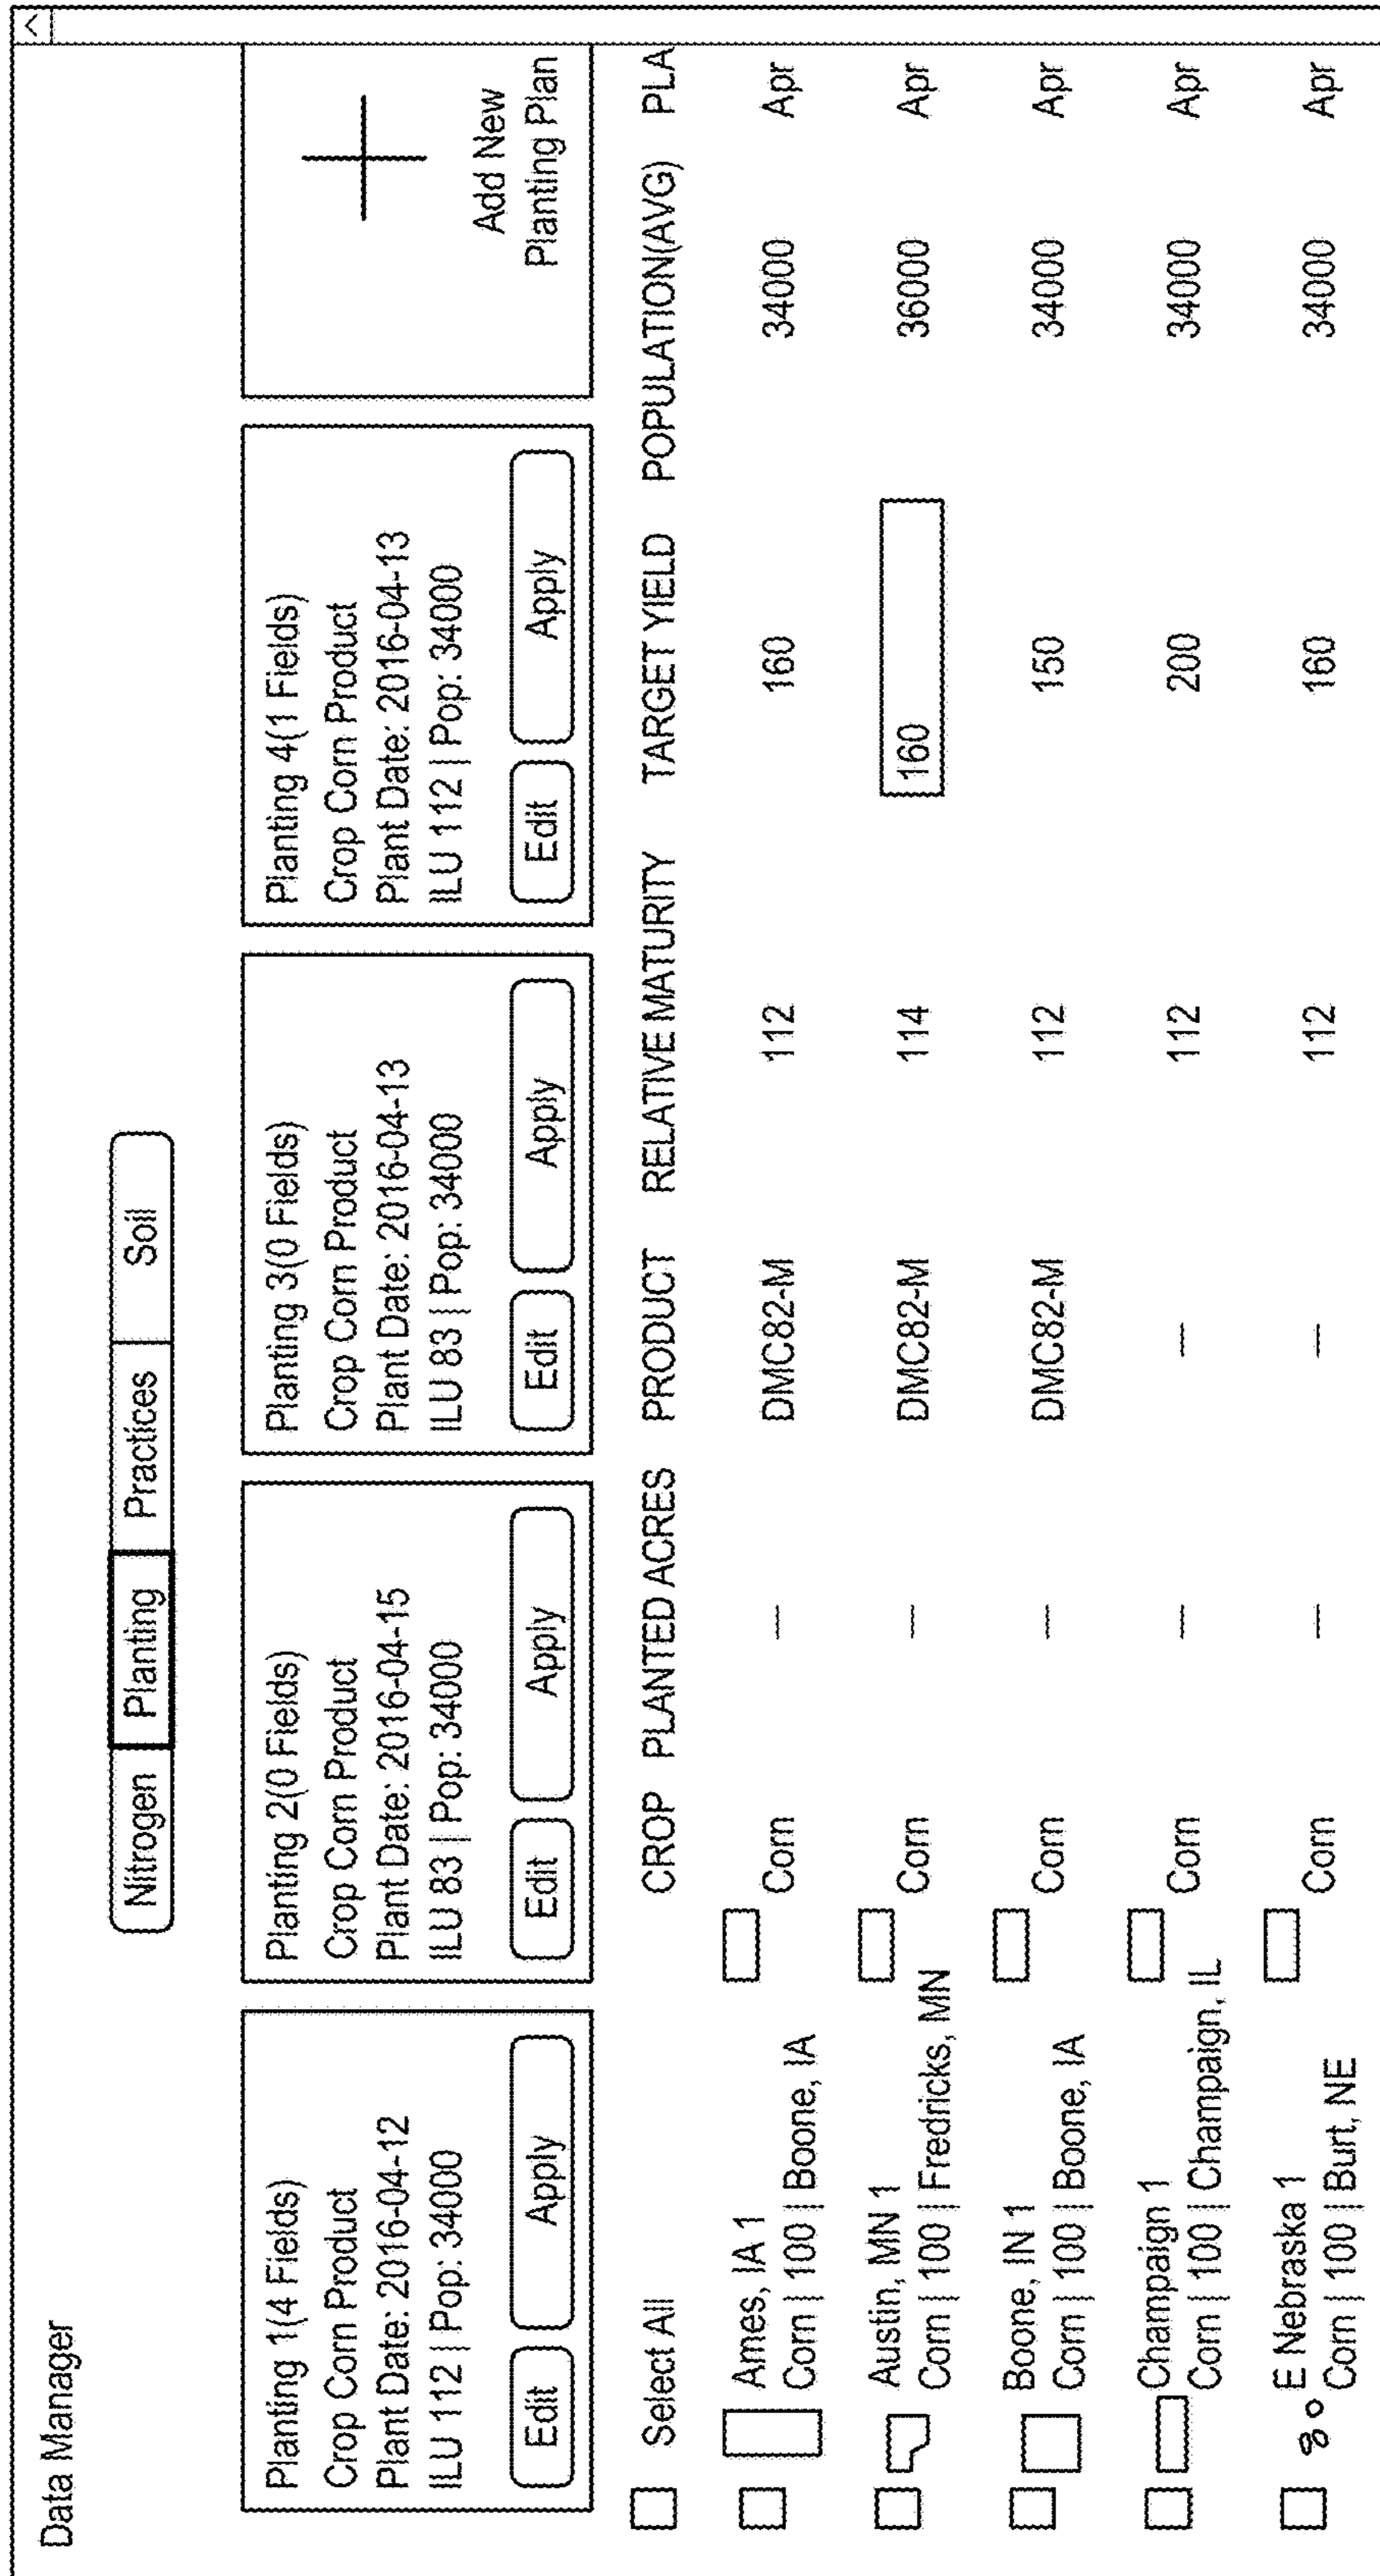 Data Manager
Nitrogen Planting Practices Soil
Planting 1(4 Fields)
Crop Corn Product
Plant Date: 2016-04-12
ILU 112 | Pop: 34000
Edit Apply
Planting 2(0 Fields)
Crop Corn Product
Plant Date: 2016-04-15
ILU 83 | Pop: 34000
Edit Apply
Planting 3(0 Fields)
Crop Corn Product
Plant Date: 2016-04-13
ILU 83 | Pop: 34000
Edit Apply
Planting 4(1 Fields)
Crop Corn Product
Plant Date: 2016-04-13
ILU 112 | Pop: 34000
Edit Apply
Add New
Planting Plan
Select All CROP PLANTED ACRES PRODUCT RELATIVE MATURITY TARGET YIELD POPULATION(AVG) PLA
Ames, IA 1
Corn | 100 | Boone, IA Corn — DMC82-M 112 160 34000 Apr
Austin, MN 1
Corn | 100 | Fredricks, MN Corn — DMC82-M 114 160 36000 Apr
Boone, IN 1
Corn | 100 | Boone, IA Corn — DMC82-M 112 150 34000 Apr
Champaign 1
Corn | 100 | Champaign, IL Corn — — 112 200 34000 Apr
E Nebraska 1
Corn | 100 | Burt, NE Corn — — 112 160 34000 Apr